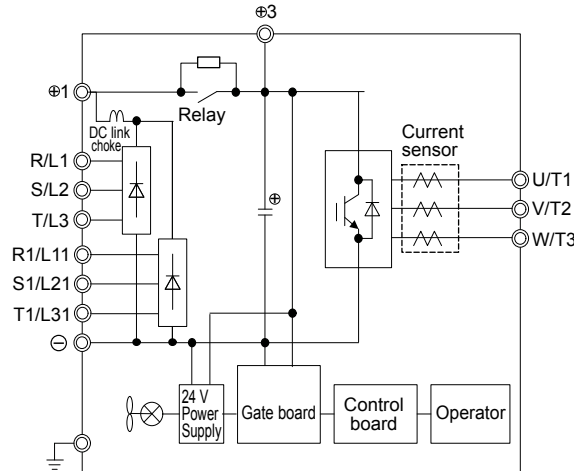 ⊕3
⊕1
Relay
DC link
choke
Current
sensor
R/L1
S/L2
T/L3
U/T1
V/T2
W/T3
⊕
R1/L11
S1/L21
T1/L31
⊖
24 V
Power
Supply
Gate board
Control
board
Operator